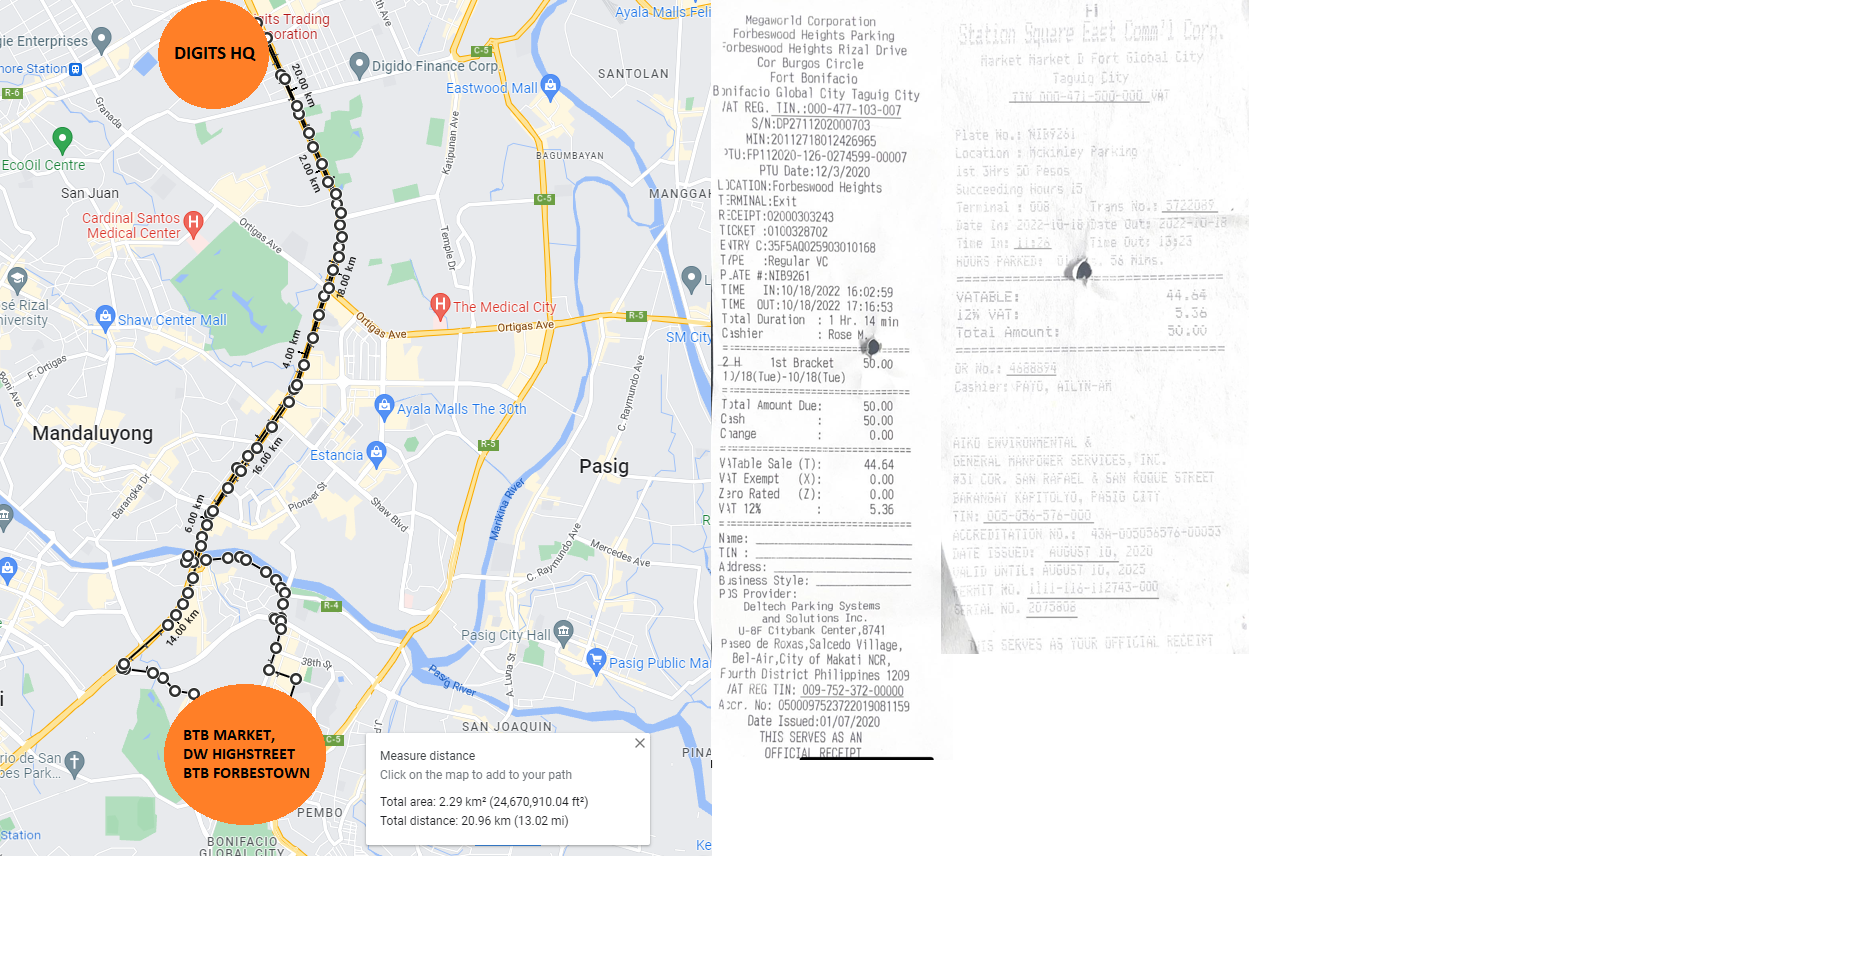 DIGITS HQ
its Trading
oration
gie Enterprises
more Station
R-6
Granada
EcoOil Centre
San Juan
Cardinal Santos
Medical Center
Ortigas Ave
sé Rizal
niversity
Shaw Center Mall
F. Ortigas
Boni Ave
Mandaluyong
Barangka Dr.
Ayala Malls Feli
C-5
Digido Finance Corp.
SANTOLAN
Eastwood Mall
Katipunan Ave
BAGUMBAYAN
C-5
MANGGAH
Temple Dr
20.00 km
2.00 km
18.00 km
4.00 km
16.00 km
6.00 km
14.00 km
The Medical City
Ortigas Ave
Ortigas Ave
R-5
SM City
Ayala Malls The 30th
C. Raymundo Ave
R-5
Estancia
Pasig
Pioneer St
Shaw Blvd
Marikina River
Mercedes Ave
C. Raymundo Ave
R-4
Pasig City Hall
Pasig Public Ma
38th St
A. Luna St
Pasig River
SAN JOAQUIN
C-5
PINA
BTB MARKET,
DW HIGHSTREET
BTB FORBESTOWN
rio de San
es Park...
Station
PEMBO
BONIFACIO
GLOBAL CITY
Ke
Measure distance
Click on the map to add to your path
Total area: 2.29 km² (24,670,910.04 ft²)
Total distance: 20.96 km (13.02 mi)
Megaworld Corporation
Forbeswood Heights Parking
Forbeswood Heights Rizal Drive
Cor Burgos Circle
Fort Bonifacio
Bonifacio Global City Taguig City
VAT REG. TIN.:000-477-103-007
S/N:DP2711202000703
MIN:20112718012426965
PTU:FP112020-126-0274599-00007
PTU Date:12/3/2020
LOCATION:Forbeswood Heights
TERMINAL:Exit
RECEIPT:02000303243
TICKET :0100328702
ENTRY C:35F5AQ025903010168
TYPE :Regular VC
PLATE #:NIB9261
TIME IN:10/18/2022 16:02:59
TIME OUT:10/18/2022 17:16:53
Total Duration : 1 Hr. 14 min
Cashier : Rose M.
2 H 1st Bracket 50.00
10/18(Tue)-10/18(Tue)
Total Amount Due: 50.00
Cash 50.00
Change : 0.00
VATable Sale (T): 44.64
VAT Exempt (X): 0.00
Zero Rated (Z): 0.00
VAT 12% : 5.36
Name:
TIN :
Address:
Business Style:
POS Provider:
Deltech Parking Systems
and Solutions Inc.
U-8F Citybank Center,8741
Paseo de Roxas,Salcedo Village,
Bel-Air,City of Makati NCR,
Fourth District Philippines 1209
VAT REG TIN: 009-752-372-00000
Accr. No: 0500097523722019081159
Date Issued:01/07/2020
THIS SERVES AS AN
OFFICIAL RECEIPT
Station Square East Comm'l Corp.
Market Market D Fort Global City
Taguig City
TIN 000-471-500-000 VAT
Plate No.: NIB9261
Location : Mckinley Parking
1st 3Hrs 50 Pesos
Succeeding Hours 15
Terminal : 008 Trans No.: 3722089
Date In: 2022-10-18 Date Out: 2022-10-18
Time In: 11:26 Time Out: 13:23
HOURS PARKED: 56 Mins.
VATABLE: 44.64
12% VAT: 5.36
Total Amount: 50.00
OR No.: 4688894
Cashier: PAYO, AILYN-AR
AIKO ENVIRONMENTAL &
GENERAL MANPOWER SERVICES, INC.
#31 COR. SAN RAFAEL & SAN ROQUE STREET
BARANGAY KAPITOLYO, PASIG CITY
TIN: 005-056-576-000
ACCREDITATION NO.: 43A-005056576-00033
DATE ISSUED: AUGUST 10, 2020
VALID UNTIL: AUGUST 10, 2025
PERMIT NO. 1111-116-112743-000
SERIAL NO. 2075808
THIS SERVES AS YOUR OFFICIAL RECEIPT